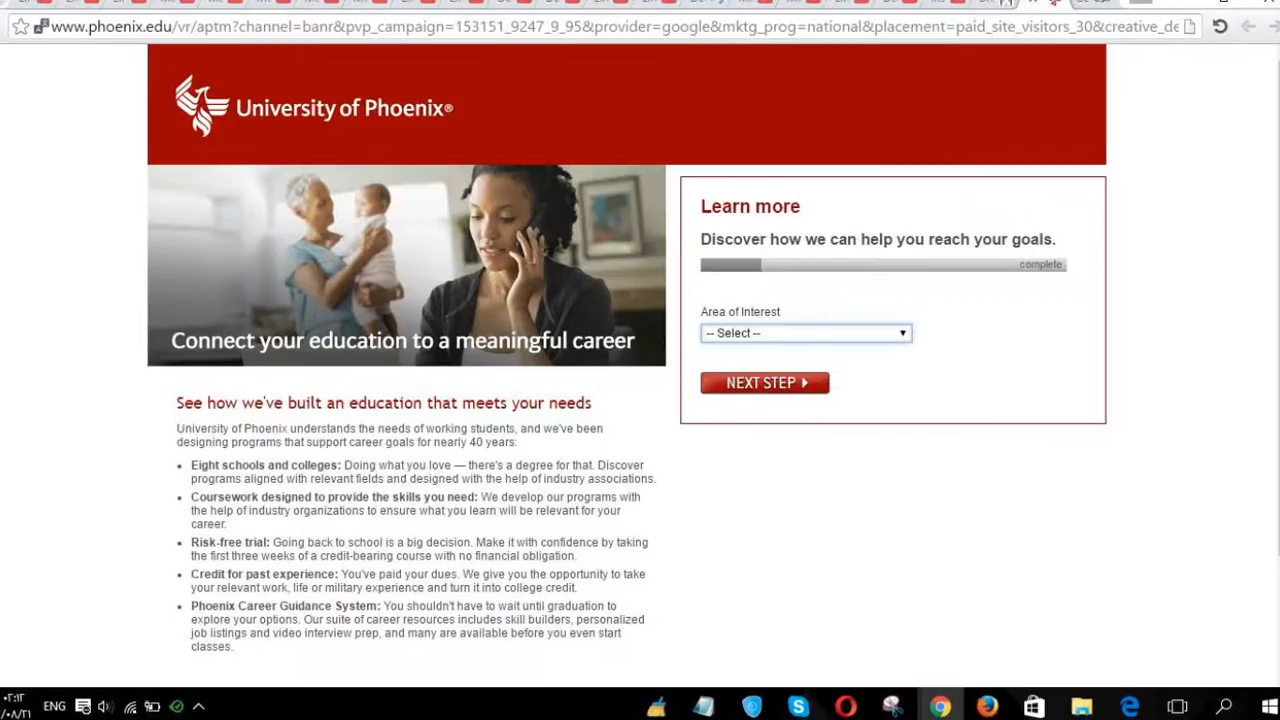 www.phoenix.edu/vr/aptm?channel=banr&pvp_campaign=153151_9247_9_95&provider=google&mktg_prog=national&placement=paid_site_visitors_30&creative_de
University of Phoenix®
Connect your education to a meaningful career
Learn more
Discover how we can help you reach your goals.
complete
Area of Interest
-- Select --
NEXT STEP
See how we've built an education that meets your needs
University of Phoenix understands the needs of working students, and we've been
designing programs that support career goals for nearly 40 years:
• Eight schools and colleges: Doing what you love — there's a degree for that. Discover
programs aligned with relevant fields and designed with the help of industry associations.
• Coursework designed to provide the skills you need: We develop our programs with
the help of industry organizations to ensure what you learn will be relevant for your
career.
• Risk-free trial: Going back to school is a big decision. Make it with confidence by taking
the first three weeks of a credit-bearing course with no financial obligation.
• Credit for past experience: You've paid your dues. We give you the opportunity to take
your relevant work, life or military experience and turn it into college credit.
• Phoenix Career Guidance System: You shouldn't have to wait until graduation to
explore your options. Our suite of career resources includes skill builders, personalized
job listings and video interview prep, and many are available before you even start
classes.
ENG